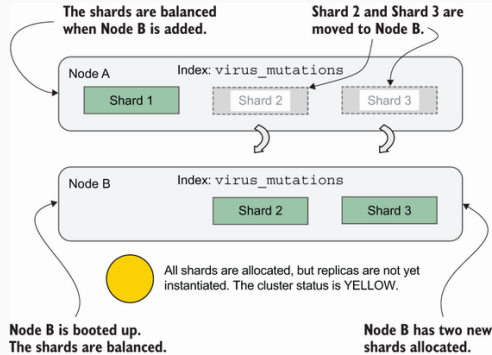 The shards are balanced
when Node B is added.
Shard 2 and Shard 3 are
moved to Node B.
Node A
Index: virus_mutations
Shard 1
Shard 2
Shard 3
Node B
Index: virus_mutations
Shard 2
Shard 3
All shards are allocated, but replicas are not yet
instantiated. The cluster status is YELLOW.
Node B is booted up.
The shards are balanced.
Node B has two new
shards allocated.